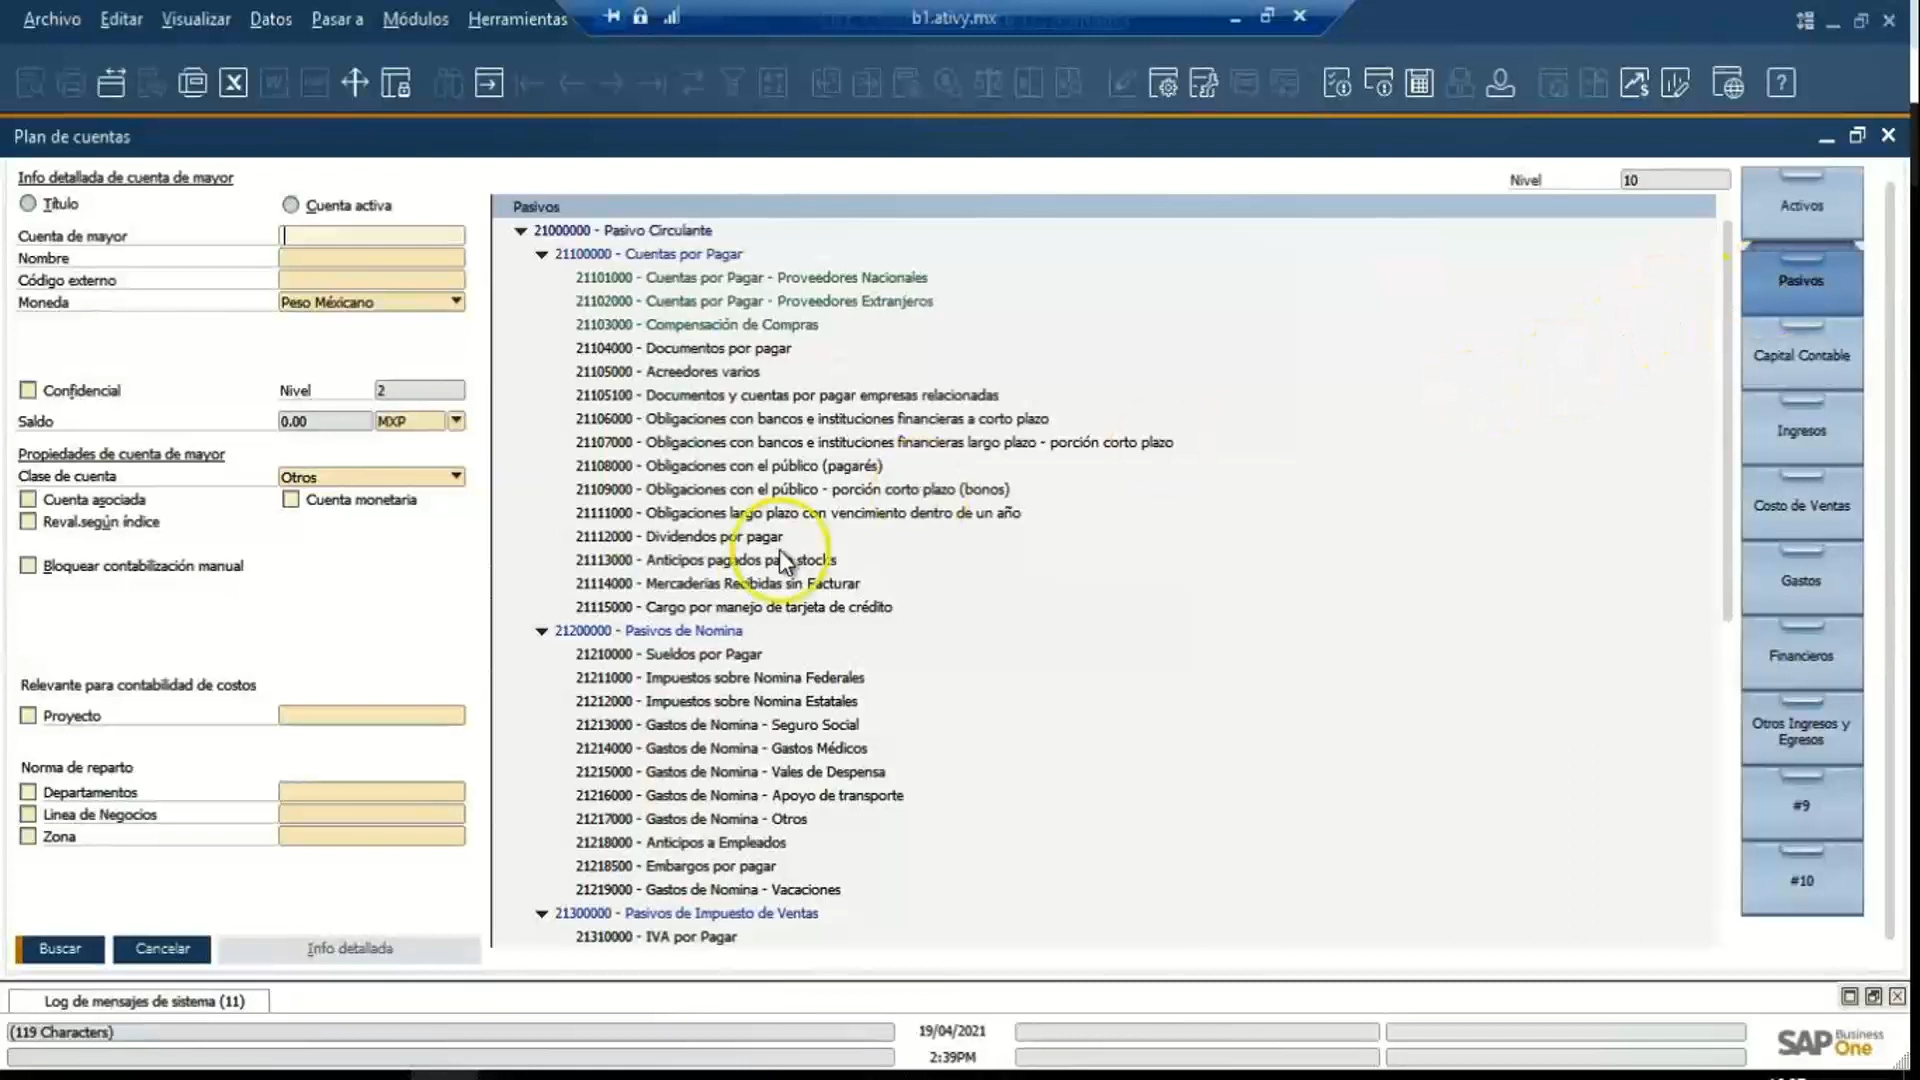 Archivo Editar Visualizar Datos Pasar a Módulos Herramientas
b1.ativy.mx
Plan de cuentas
Info detallada de cuenta de mayor
Título
Cuenta activa
Cuenta de mayor
Nombre
Código externo
Moneda
Peso Méxicano
Confidencial
Nivel
2
Saldo
0.00
MXP
Propiedades de cuenta de mayor
Clase de cuenta
Otros
Cuenta asociada
Cuenta monetaria
Reval.según índice
Bloquear contabilización manual
Relevante para contabilidad de costos
Proyecto
Norma de reparto
Departamentos
Linea de Negocios
Zona
Buscar
Cancelar
Info detallada
Nivel
10
Pasivos
21000000 - Pasivo Circulante
21100000 - Cuentas por Pagar
21101000 - Cuentas por Pagar - Proveedores Nacionales
21102000 - Cuentas por Pagar - Proveedores Extranjeros
21103000 - Compensación de Compras
21104000 - Documentos por pagar
21105000 - Acreedores varios
21105100 - Documentos y cuentas por pagar empresas relacionadas
21106000 - Obligaciones con bancos e instituciones financieras a corto plazo
21107000 - Obligaciones con bancos e instituciones financieras largo plazo - porción corto plazo
21108000 - Obligaciones con el público (pagarés)
21109000 - Obligaciones con el público - porción corto plazo (bonos)
21111000 - Obligaciones largo plazo con vencimiento dentro de un año
21112000 - Dividendos por pagar
21113000 - Anticipos pagados para stocks
21114000 - Mercaderias Recibidas sin Facturar
21115000 - Cargo por manejo de tarjeta de crédito
21200000 - Pasivos de Nomina
21210000 - Sueldos por Pagar
21211000 - Impuestos sobre Nomina Federales
21212000 - Impuestos sobre Nomina Estatales
21213000 - Gastos de Nomina - Seguro Social
21214000 - Gastos de Nomina - Gastos Médicos
21215000 - Gastos de Nomina - Vales de Despensa
21216000 - Gastos de Nomina - Apoyo de transporte
21217000 - Gastos de Nomina - Otros
21218000 - Anticipos a Empleados
21218500 - Embargos por pagar
21219000 - Gastos de Nomina - Vacaciones
21300000 - Pasivos de Impuesto de Ventas
21310000 - IVA por Pagar
Activos
Pasivos
Capital Contable
Ingresos
Costo de Ventas
Gastos
Financieros
Otros Ingresos y
Egresos
#9
#10
Log de mensajes de sistema (11)
(119 Characters)
19/04/2021
2:39PM
SAP Business
One